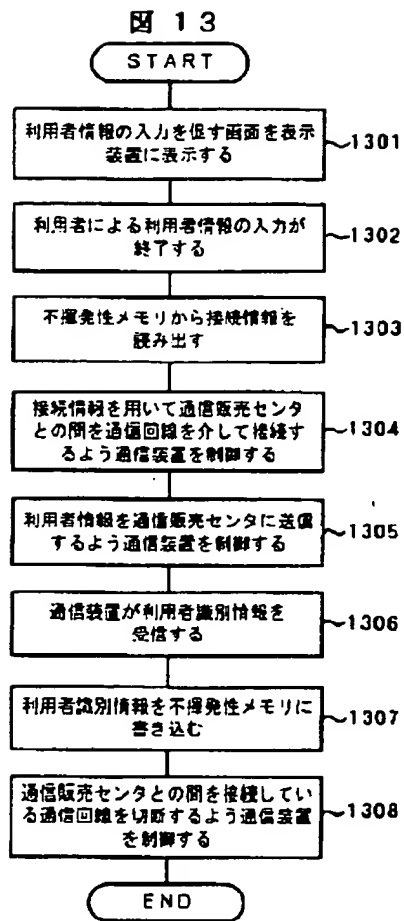 図 13
START
利用者情報の入力を促す画面を表示
装置に表示する
1301
利用者による利用者情報の入力が
終了する
1302
不揮発性メモリから接続情報を
読み出す
1303
接続情報を用いて通信販売センタ
との間を通信回線を介して接続す
るよう通信装置を制御する
1304
利用者情報を通信販売センタに送信
するよう通信装置を制御する
1305
通信装置が利用者識別情報を
受信する
1306
利用者識別情報を不揮発性メモリに
書き込む
1307
通信販売センタとの間を接続してい
る通信回線を切断するよう通信装置
を制御する
1308
END